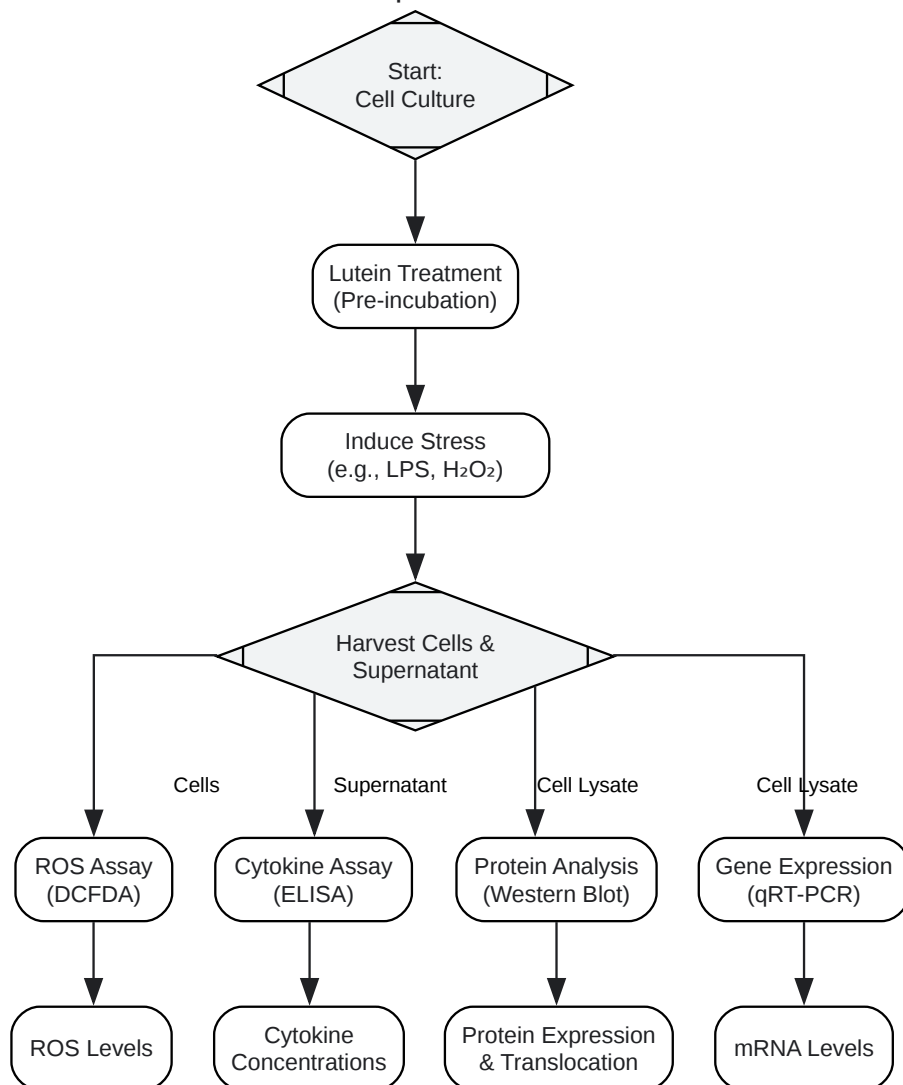 Start:
Cell Culture
Lutein Treatment
(Pre-incubation)
Induce Stress
(e.g., LPS, H₂O₂)
Harvest Cells &
Supernatant
Cells
Supernatant
Cell Lysate
Cell Lysate
ROS Assay
(DCFDA)
Cytokine Assay
(ELISA)
Protein Analysis
(Western Blot)
Gene Expression
(qRT-PCR)
ROS Levels
Cytokine
Concentrations
Protein Expression
& Translocation
mRNA Levels